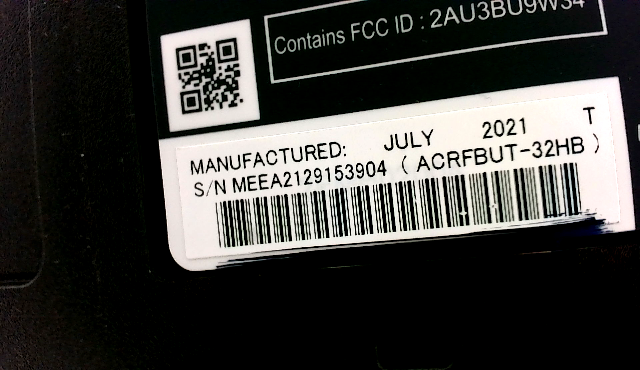 Contains FCC ID : 2AU3BU9W34
MANUFACTURED: JULY 2021 T
S/N MEEA2129153904 ( ACRFBUT-32HB )